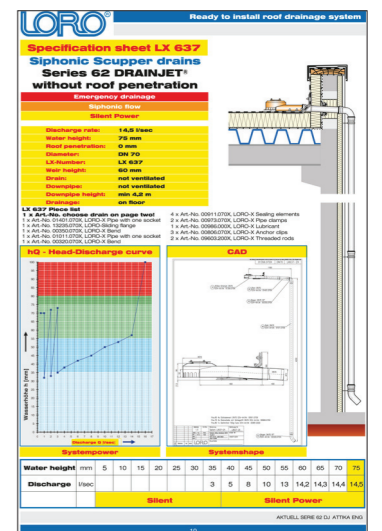 LORO®
Ready to install roof drainage system
Specification sheet LX 637
Siphonic Scupper drains
Series 62 DRAINJET®
without roof penetration
Emergency drainage
Siphonic flow
Silent Power
Discharge rate: 14,5 l/sec
Water height: 75 mm
Roof penetration: 0 mm
Diameter: DN 70
LX-Number: LX 637
Weir height: 60 mm
Drain: not ventilated
Downpipe: not ventilated
Downpipe height: min 4,2 m
Drainage: on floor
LX 637 Piece list
1 x Art.-No. choose drain on page two!
1 x Art.-No. 01401.070X, LORO-X Pipe with one socket
1 x Art.-No. 13235.070X, LORO-Sliding flange
1 x Art.-No. 00350.070X, LORO-X Bend
1 x Art.-No. 01011.070X, LORO-X Pipe with one socket
1 x Art.-No. 00320.070X, LORO-X Bend
4 x Art.-No. 00911.070X, LORO-X Sealing elements
2 x Art.-No. 00973.070X, LORO-X Pipe clamps
1 x Art.-No. 00986.000X, LORO-X Lubricant
3 x Art.-No. 00806.070X, LORO-X Anchor clips
2 x Art.-No. 09603.200X, LORO-X Threaded rods
hQ - Head-Discharge curve
CAD
Wasserhöhe h [mm]
Discharge Q [l/sec]
Systempower
Systemshape
Water height mm 5 10 15 20 25 30 35 40 45 50 55 60 65 70 75
Discharge l/sec 3 5 8 10 13 14,2 14,3 14,4 14,5
Silent
Silent Power
AKTUELL SERIE 62 DJ ATTIKA ENG